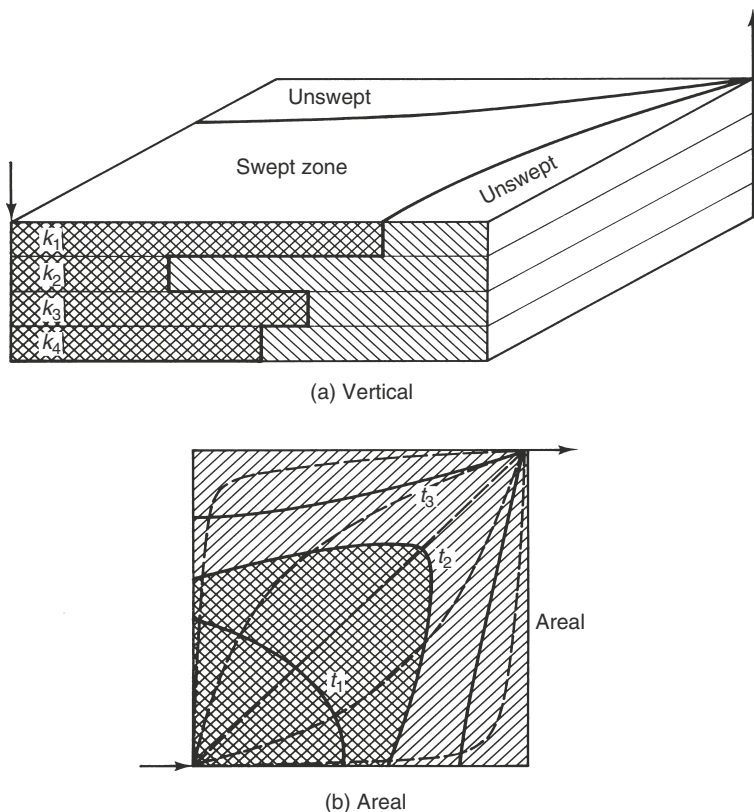 Unswept
Swept zone
Unswept
k₁
k₂
k₃
k₄
(a) Vertical
t₃
t₂
Areal
t₁
(b) Areal